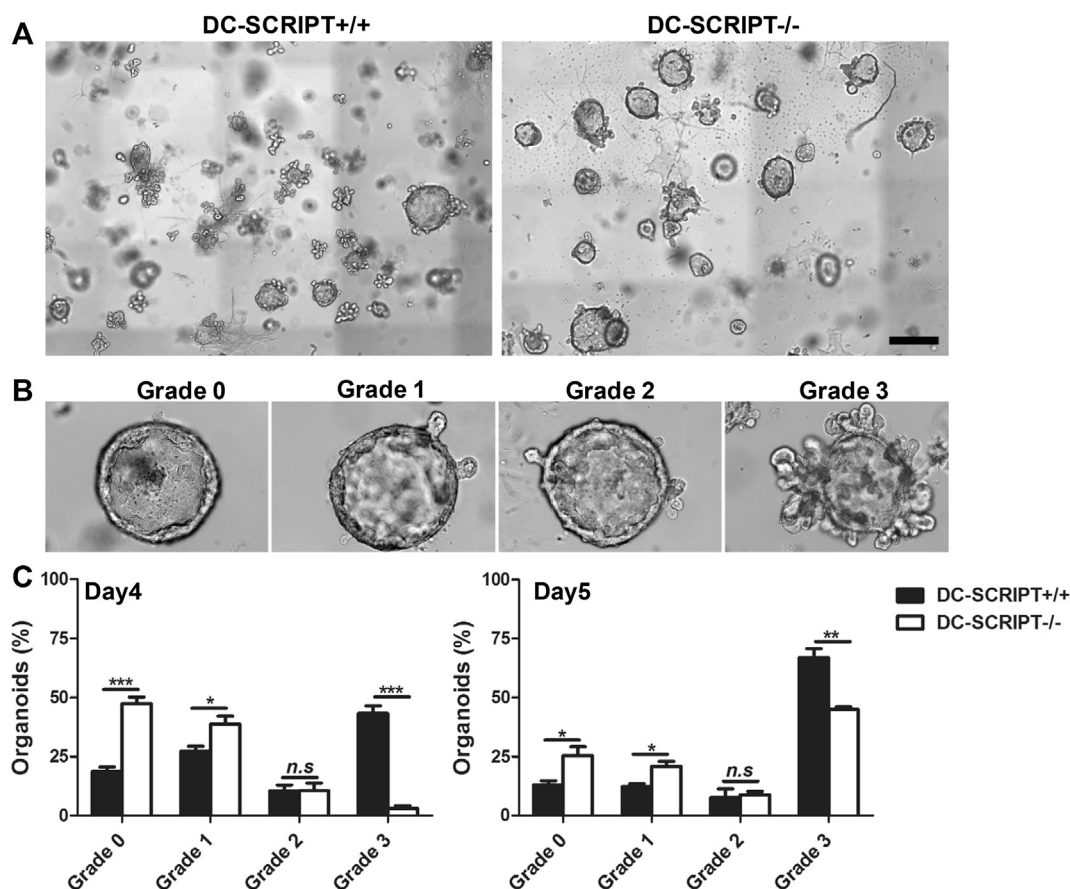 A
DC-SCRIPT+/+ DC-SCRIPT-/-
B
Grade 0 Grade 1 Grade 2 Grade 3
C
Day4
Organoids (%)
100
75
50
25
0
***
*
n.s
***
Grade 0 Grade 1 Grade 2 Grade 3
Day5
Organoids (%)
100
75
50
25
0
*
*
n.s
**
Grade 0 Grade 1 Grade 2 Grade 3
DC-SCRIPT+/+
DC-SCRIPT-/-